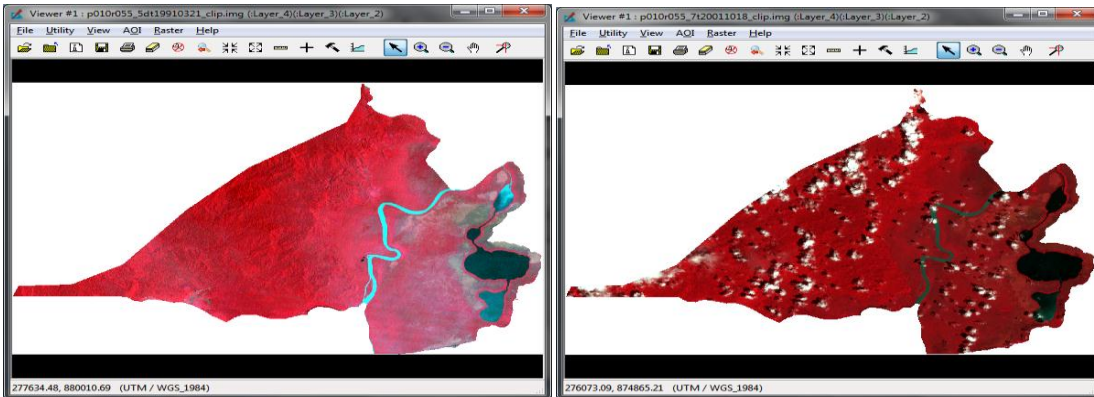 Viewer #1 : p010r055_5dt19910321_clip.img (:Layer_4)(:Layer_3)(:Layer_2)
File Utility View AOI Raster Help
277634.48, 880010.69 (UTM / WGS_1984)
Viewer #1 : p010r055_7t20011018_clip.img (:Layer_4)(:Layer_3)(:Layer_2)
File Utility View AOI Raster Help
276073.09, 874865.21 (UTM / WGS_1984)